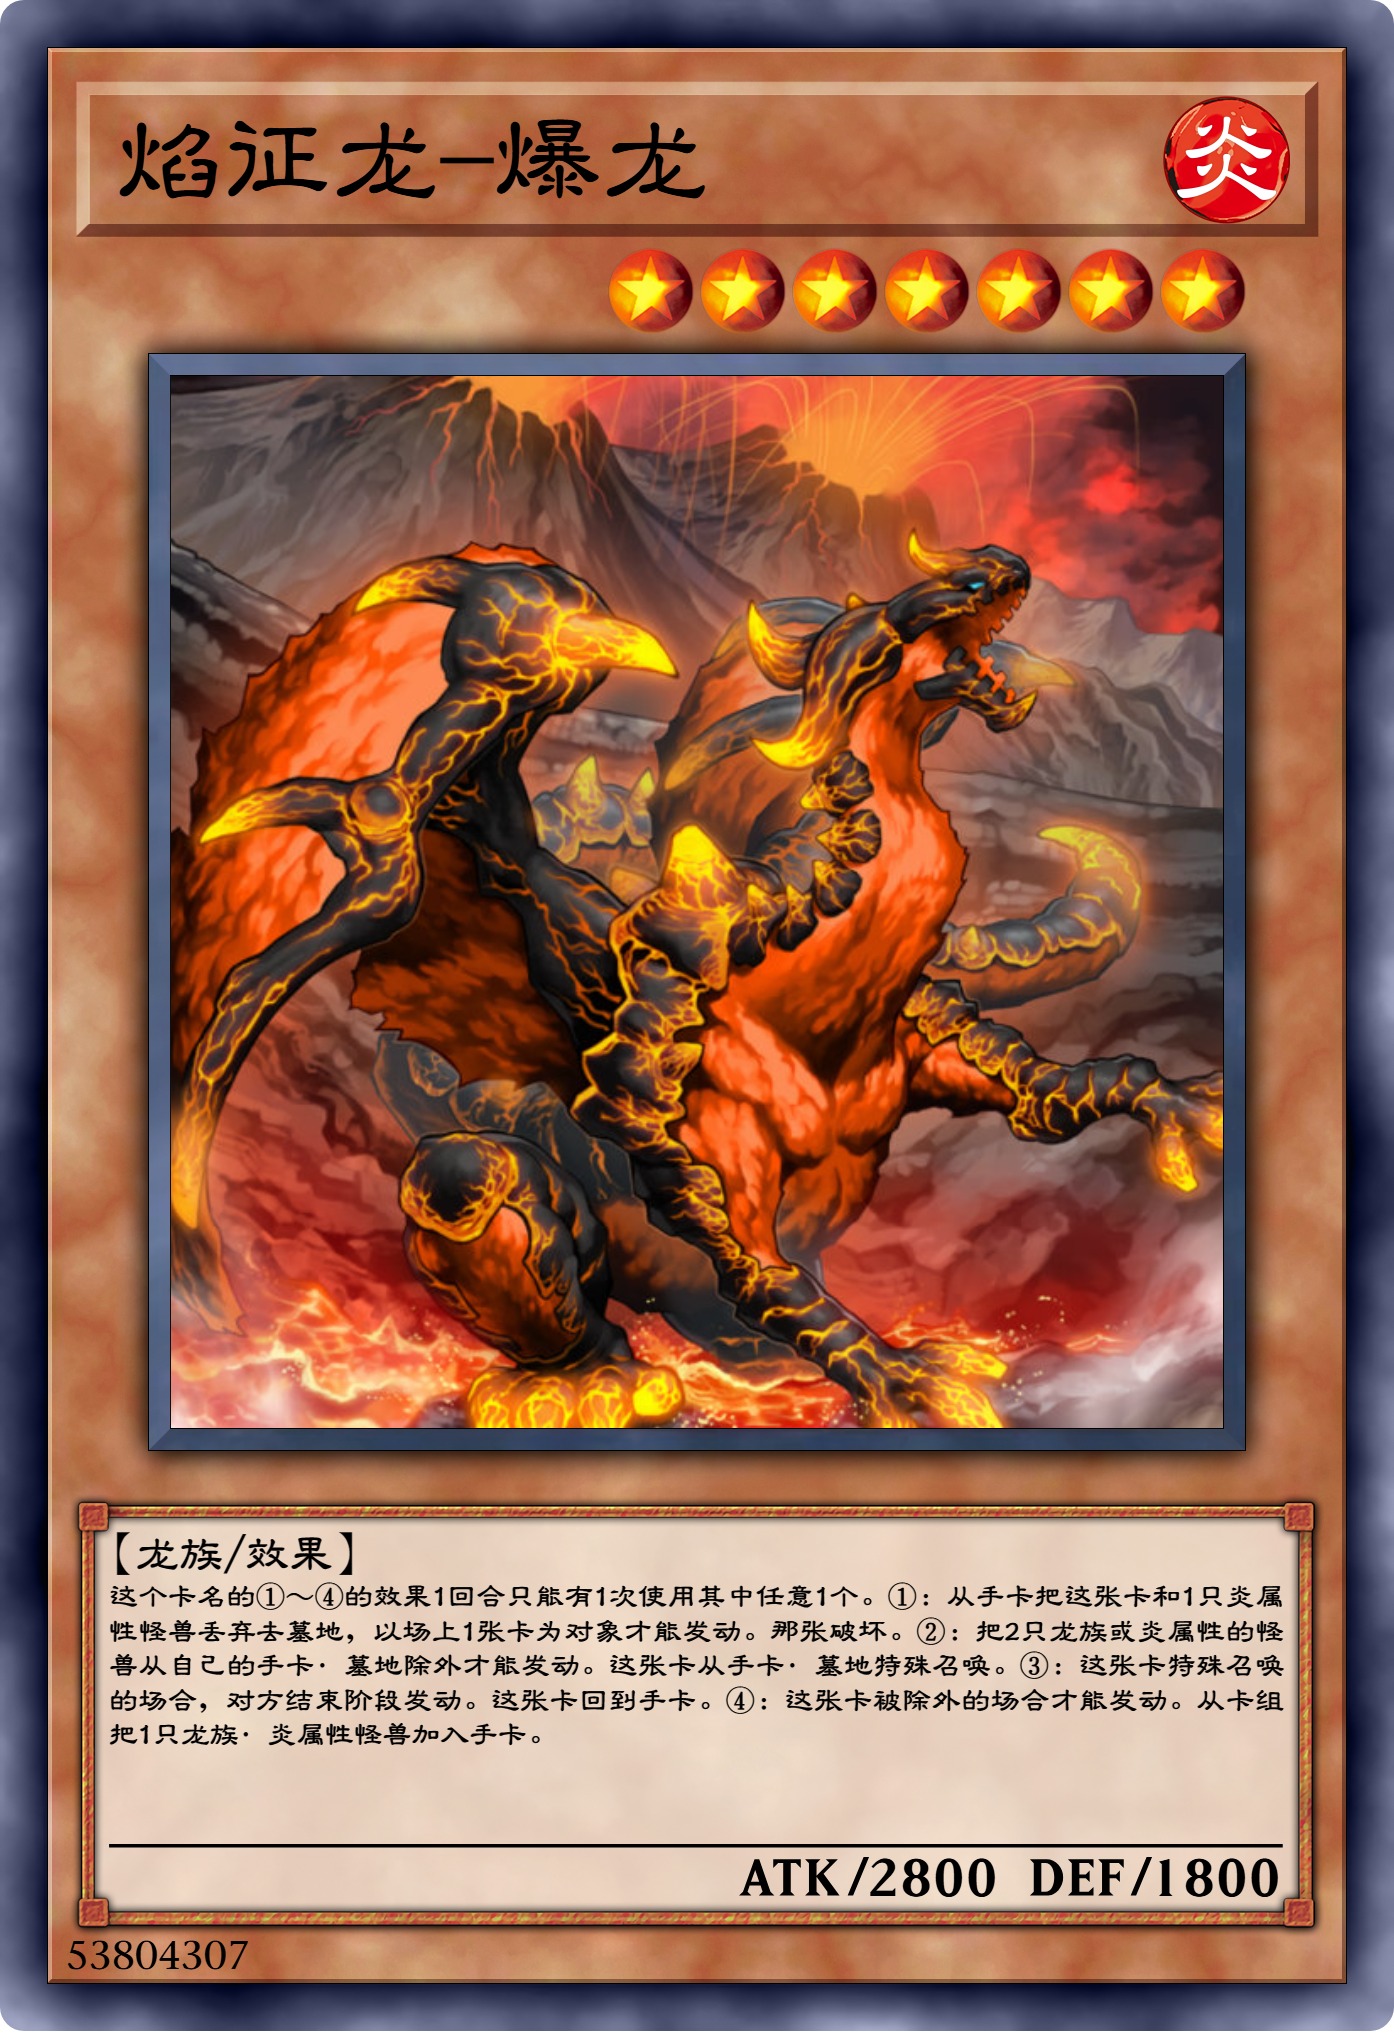 焰征龙-爆龙
炎
【龙族/效果】
这个卡名的①～④的效果1回合只能有1次使用其中任意1个。①：从手卡把这张卡和1只炎属
性怪兽丢弃去墓地，以场上1张卡为对象才能发动。那张破坏。②：把2只龙族或炎属性的怪
兽从自己的手卡·墓地除外才能发动。这张卡从手卡·墓地特殊召唤。③：这张卡特殊召唤
的场合，对方结束阶段发动。这张卡回到手卡。④：这张卡被除外的场合才能发动。从卡组
把1只龙族·炎属性怪兽加入手卡。
ATK/2800 DEF/1800
53804307